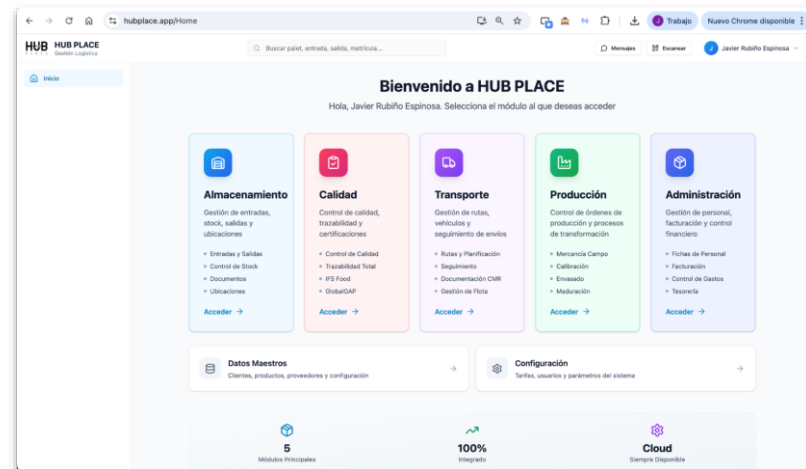 hubplace.app/Home
Trabajo
Nuevo Chrome disponible
HUB
PLACE
HUB PLACE
Gestión Logística
Buscar palet, entrada, salida, matrícula...
Mensajes
Escanear
J
Javier Rubiño Espinosa
Inicio
Bienvenido a HUB PLACE
Hola, Javier Rubiño Espinosa. Selecciona el módulo al que deseas acceder
Almacenamiento
Gestión de entradas,
stock, salidas y
ubicaciones
Entradas y Salidas
Control de Stock
Documentos
Ubicaciones
Acceder →
Calidad
Control de calidad,
trazabilidad y
certificaciones
Control de Calidad
Trazabilidad Total
IFS Food
GlobalGAP
Acceder →
Transporte
Gestión de rutas,
vehículos y
seguimiento de envíos
Rutas y Planificación
Seguimiento
Documentación CMR
Gestión de Flota
Acceder →
Producción
Control de órdenes de
producción y procesos
de transformación
Mercancía Campo
Calibración
Envasado
Maduración
Acceder →
Administración
Gestión de personal,
facturación y control
financiero
Fichas de Personal
Facturación
Control de Gastos
Tesorería
Acceder →
Datos Maestros
Clientes, productos, proveedores y configuración
Configuración
Tarifas, usuarios y parámetros del sistema
5
Módulos Principales
100%
Integrado
Cloud
Siempre Disponible